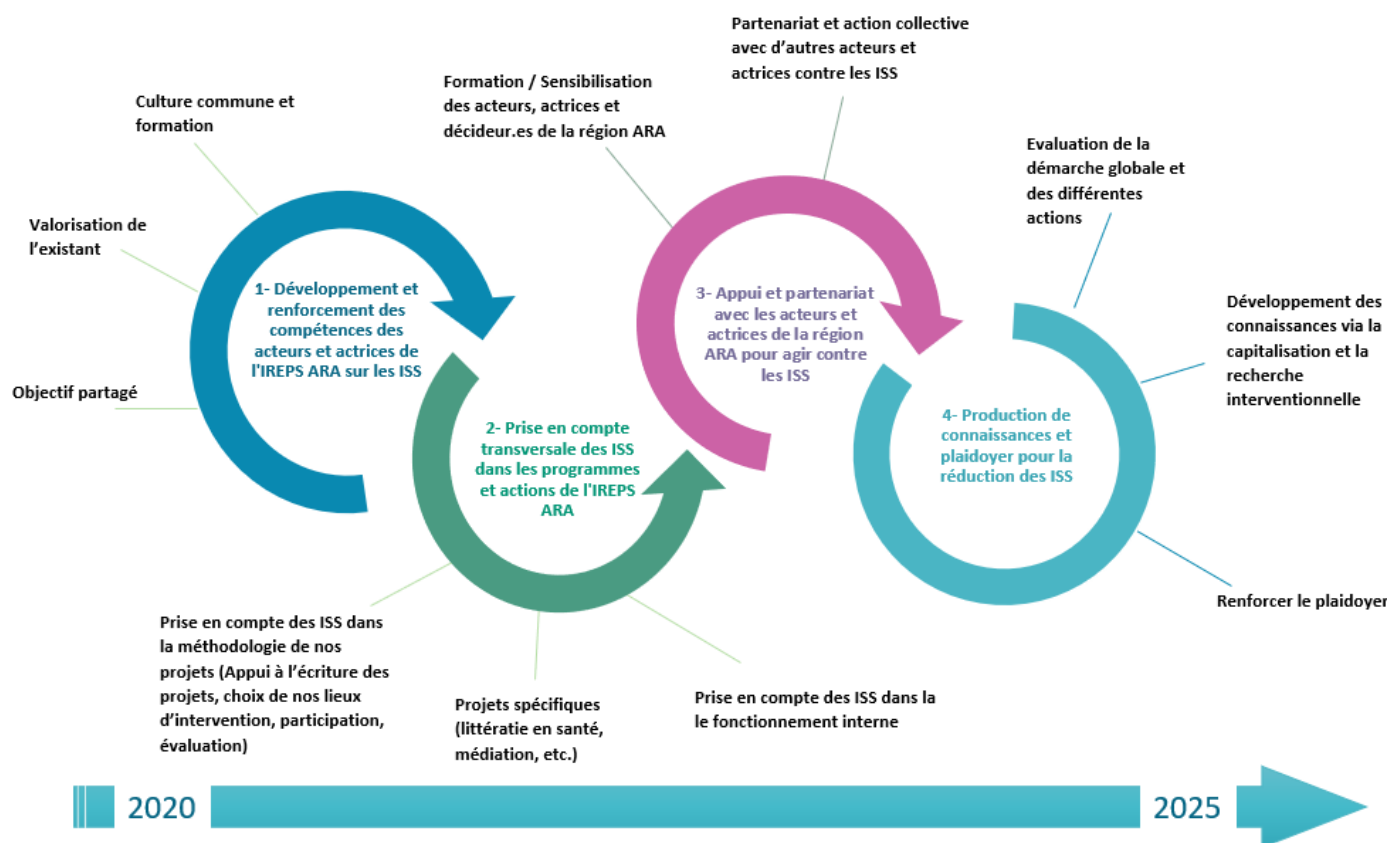 Partenariat et action collective
avec d’autres acteurs et
actrices contre les ISS
Formation / Sensibilisation
des acteurs, actrices et
décideur.es de la région ARA
Culture commune et
formation
Evaluation de la
démarche globale et
des différentes
actions
Valorisation de
l’existant
1- Développement et
renforcement des
compétences des
acteurs et actrices de
l'IREPS ARA sur les ISS
3- Appui et partenariat
avec les acteurs et
actrices de la région
ARA pour agir contre
les ISS
Développement des
connaissances via la
capitalisation et la
recherche
interventionnelle
Objectif partagé
2- Prise en compte
transversale des ISS
dans les programmes
et actions de l'IREPS
ARA
4- Production de
connaissances et
plaidoyer pour la
réduction des ISS
Renforcer le plaidoyer
Prise en compte des ISS dans
la méthodologie de nos
projets (Appui à l’écriture des
projets, choix de nos lieux
d’intervention, participation,
évaluation)
Projets spécifiques
(littératie en santé,
médiation, etc.)
Prise en compte des ISS dans la
le fonctionnement interne
2020
2025